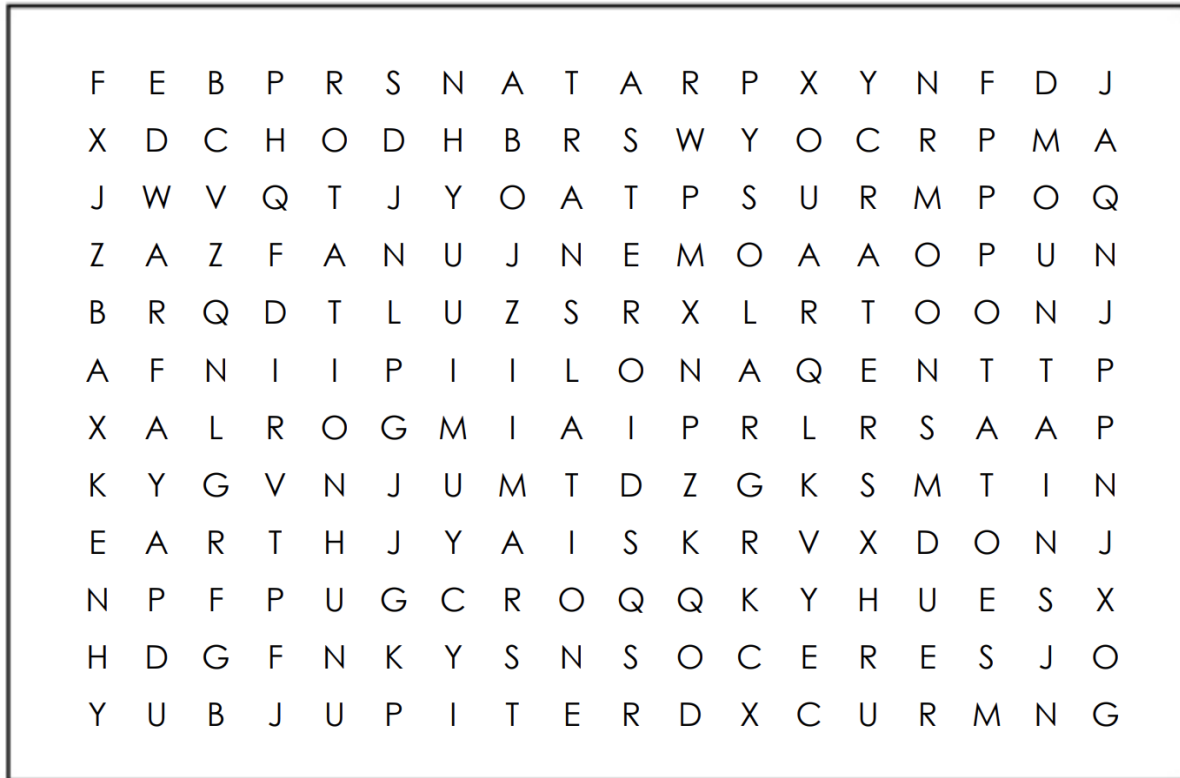 F E B P R S N A T A R P X Y N F D J
X D C H O D H B R S W Y O C R P M A
J W V Q T J Y O A T P S U R M P O Q
Z A Z F A N U J N E M O A A O P U N
B R Q D T L U Z S R X L R T O O N J
A F N I I P I I L O N A Q E N T T P
X A L R O G M I A I P R L R S A A P
K Y G V N J U M T D Z G K S M T I N
E A R T H J Y A I S K R V X D O N J
N P F P U G C R O Q Q K Y H U E S X
H D G F N K Y S N S O C E R E S J O
Y U B J U P I T E R D X C U R M N G